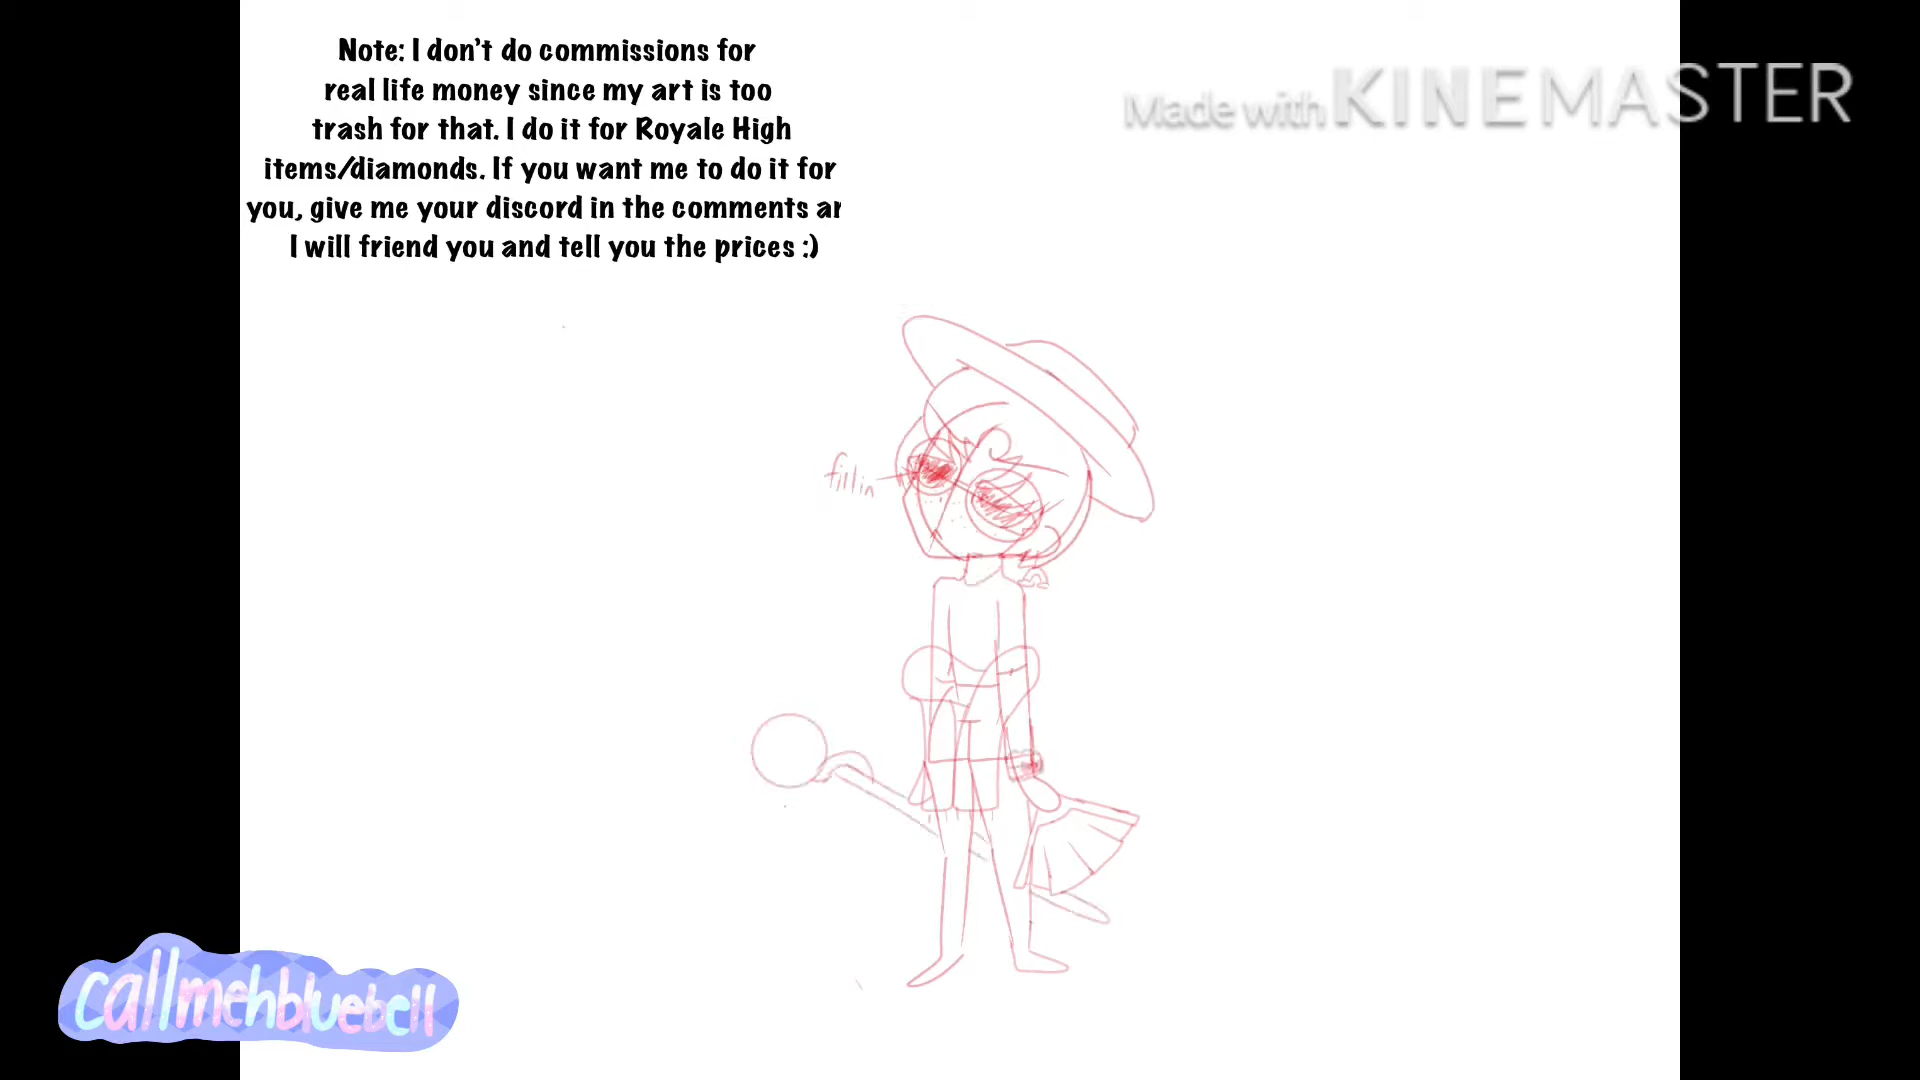 Note: I don't do commissions for
real life money since my art is too
trash for that. I do it for Royale High
items/diamonds. If you want me to do it for
you, give me your discord in the comments
I will friend you and tell you the prices :)
Made with KINEMASTER
fill in
callmehbluebell